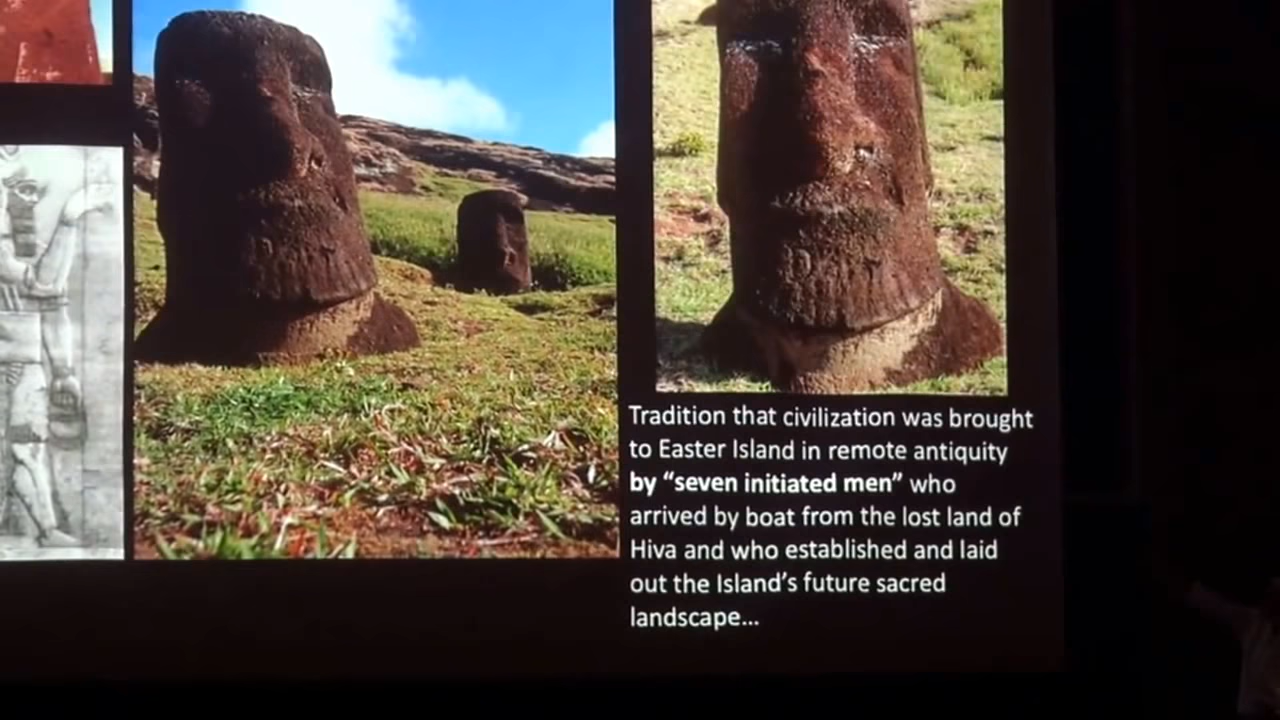 Tradition that civilization was brought
to Easter Island in remote antiquity
by “seven initiated men” who
arrived by boat from the lost land of
Hiva and who established and laid
out the Island’s future sacred
landscape...